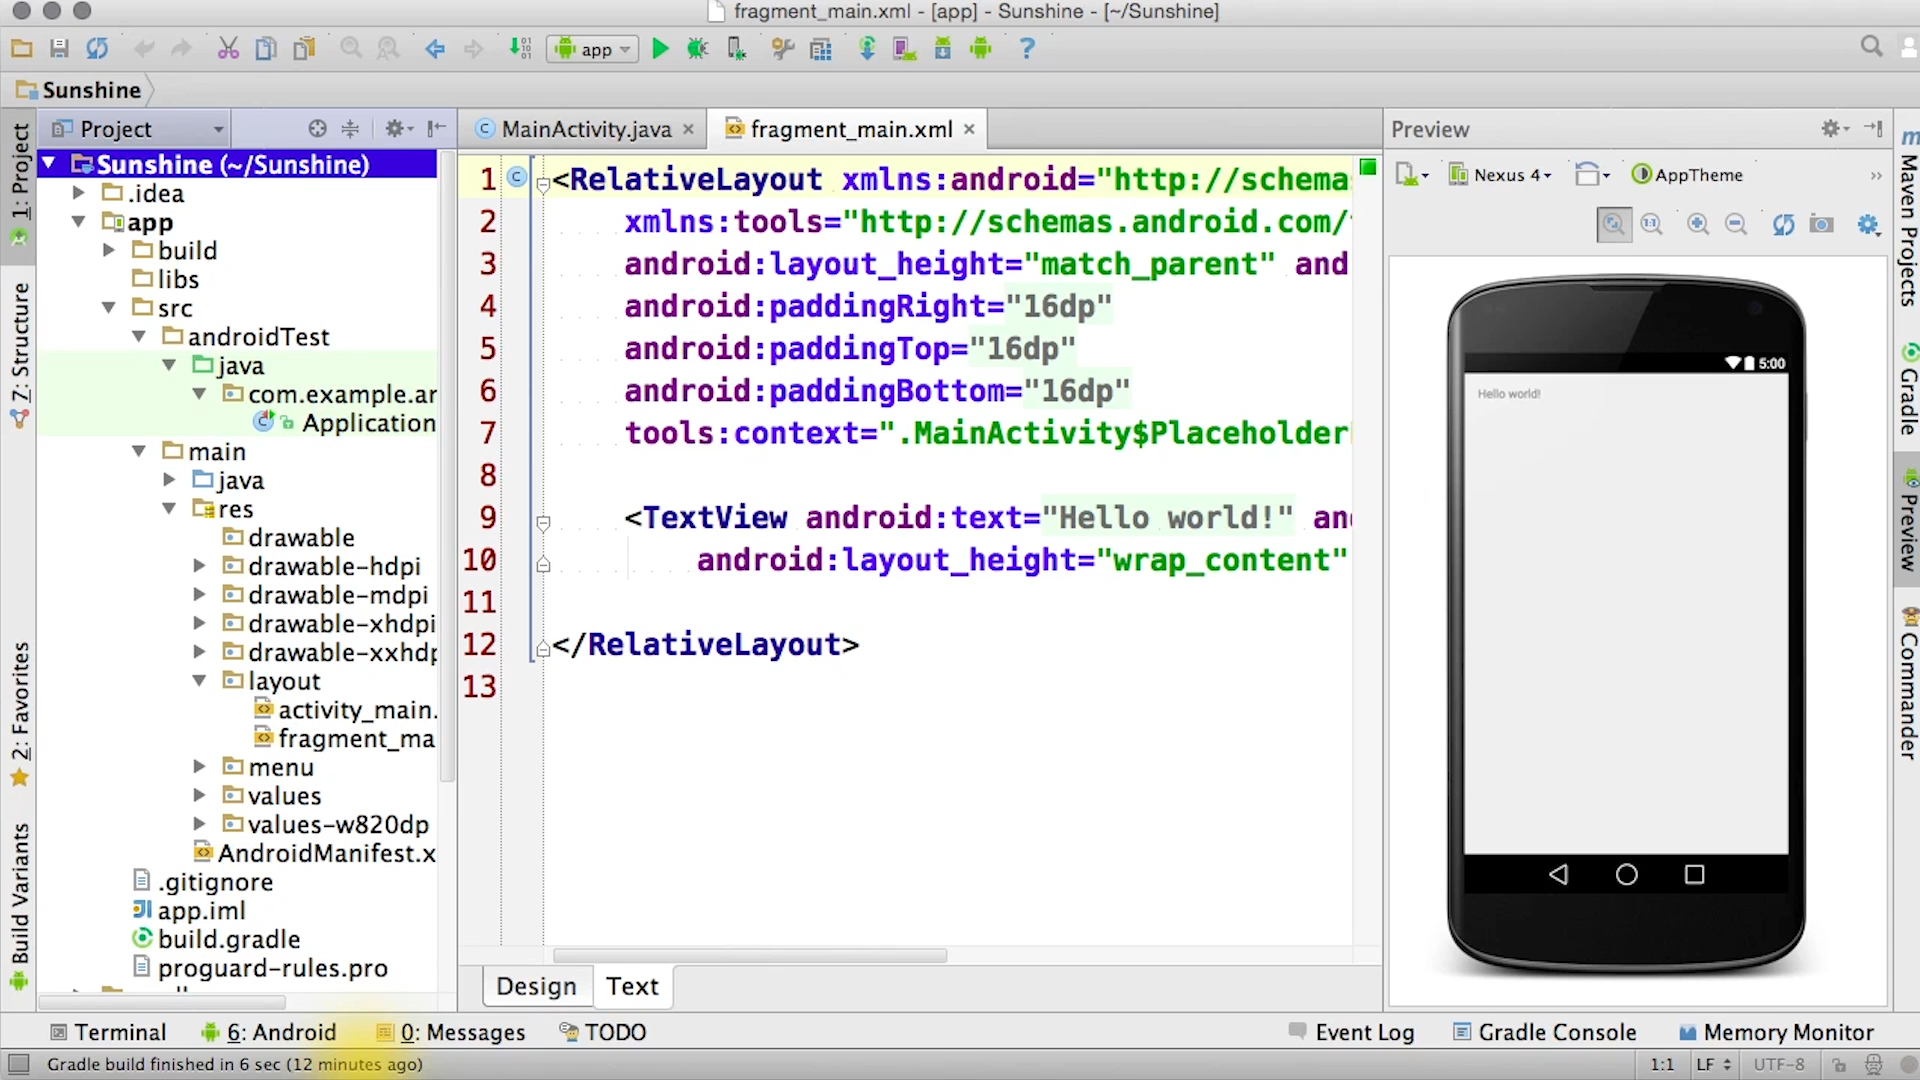 fragment_main.xml - [app] - Sunshine - [~/Sunshine]
app
Sunshine
Project
MainActivity.java
fragment_main.xml
Preview
Nexus 4
AppTheme
1: Project
7: Structure
2: Favorites
Build Variants
Sunshine (~/Sunshine)
.idea
app
build
libs
src
androidTest
java
com.example.ar
Application
main
java
res
drawable
drawable-hdpi
drawable-mdpi
drawable-xhdpi
drawable-xxhdp
layout
activity_main.
fragment_ma
menu
values
values-w820dp
AndroidManifest.x
.gitignore
app.iml
build.gradle
proguard-rules.pro
1 <RelativeLayout xmlns:android="http://schema
2 xmlns:tools="http://schemas.android.com/
3 android:layout_height="match_parent" and
4 android:paddingRight="16dp"
5 android:paddingTop="16dp"
6 android:paddingBottom="16dp"
7 tools:context=".MainActivity$Placeholder
8
9 <TextView android:text="Hello world!" an
10 android:layout_height="wrap_content"
11
12 </RelativeLayout>
13
Design
Text
5:00
Hello world!
Maven Projects
Gradle
Preview
Commander
Terminal
6: Android
0: Messages
TODO
Event Log
Gradle Console
Memory Monitor
Gradle build finished in 6 sec (12 minutes ago)
1:1
LF
UTF-8